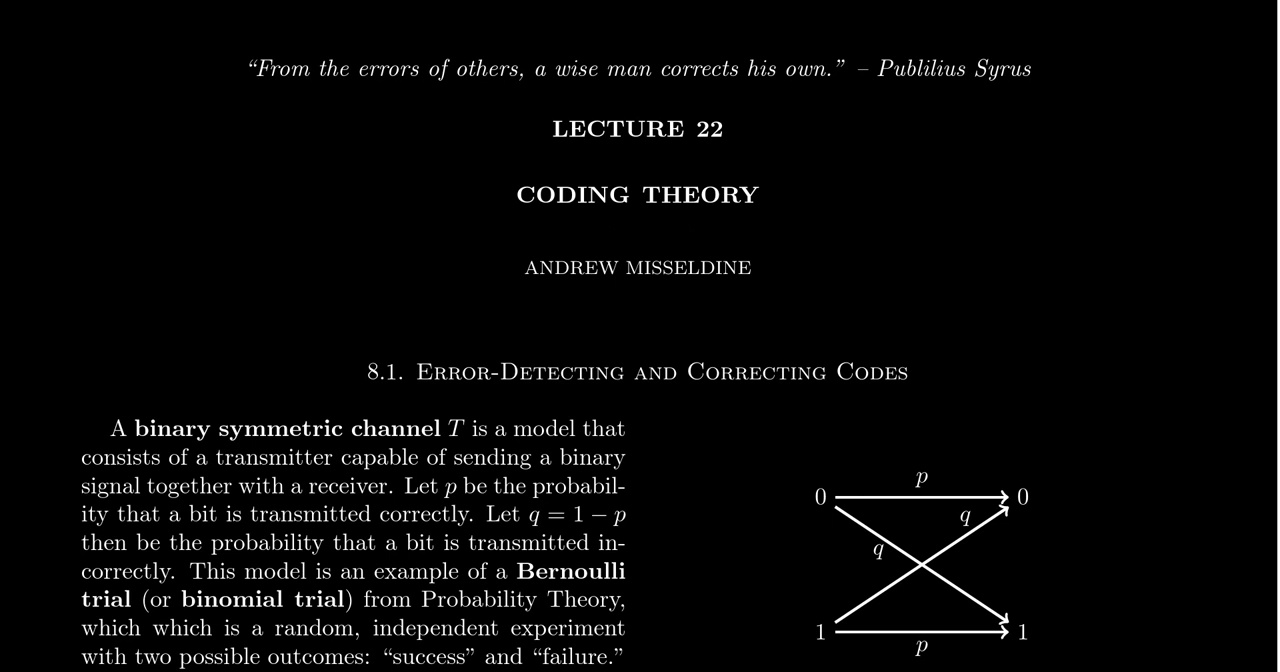 “From the errors of others, a wise man corrects his own.” – Publilius Syrus
LECTURE 22
CODING THEORY
ANDREW MISSELDINE
8.1. Error-Detecting and Correcting Codes
A binary symmetric channel T is a model that
consists of a transmitter capable of sending a binary
signal together with a receiver. Let p be the probabil-
ity that a bit is transmitted correctly. Let q = 1 − p
then be the probability that a bit is transmitted in-
correctly. This model is an example of a Bernoulli
trial (or binomial trial) from Probability Theory,
which which is a random, independent experiment
with two possible outcomes: “success” and “failure.”
p
0 0
q
q
1 1
p